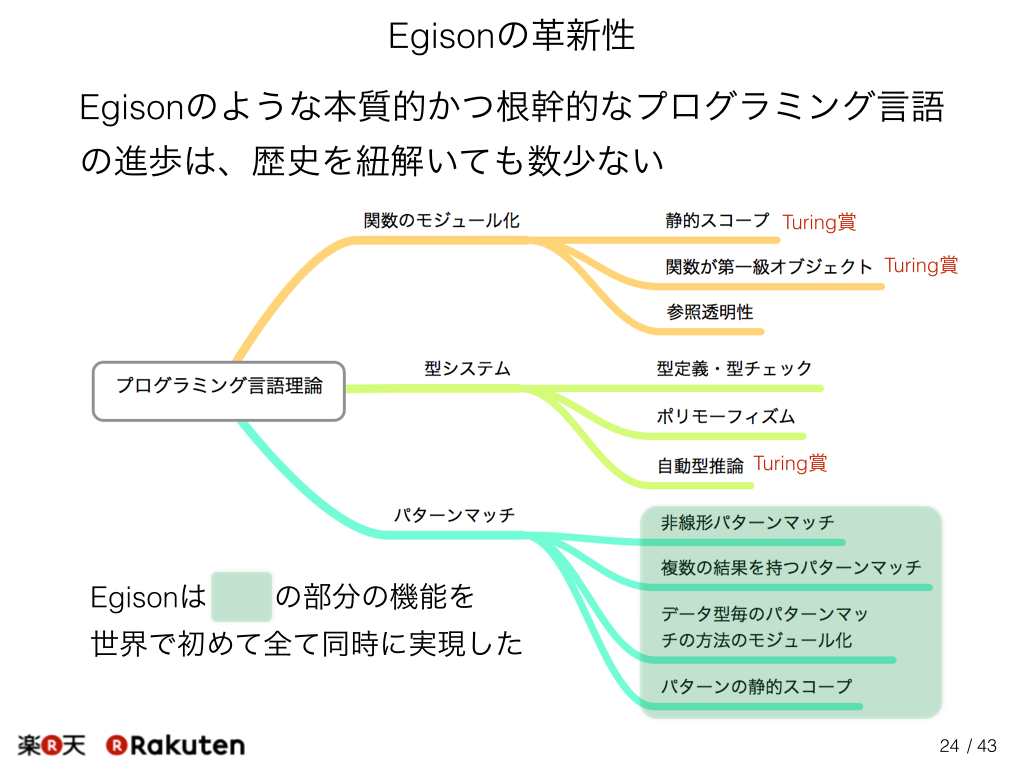 Egisonの革新性
Egisonのような本質的かつ根幹的なプログラミング言語
の進歩は、歴史を紐解いても数少ない
関数のモジュール化
静的スコープ Turing賞
関数が第一級オブジェクト Turing賞
参照透明性
プログラミング言語理論
型システム
型定義・型チェック
ポリモーフィズム
自動型推論 Turing賞
パターンマッチ
非線形パターンマッチ
複数の結果を持つパターンマッチ
データ型毎のパターンマッ
チの方法のモジュール化
パターンの静的スコープ
Egisonは の部分の機能を
世界で初めて全て同時に実現した
楽R天 R Rakuten
24 / 43